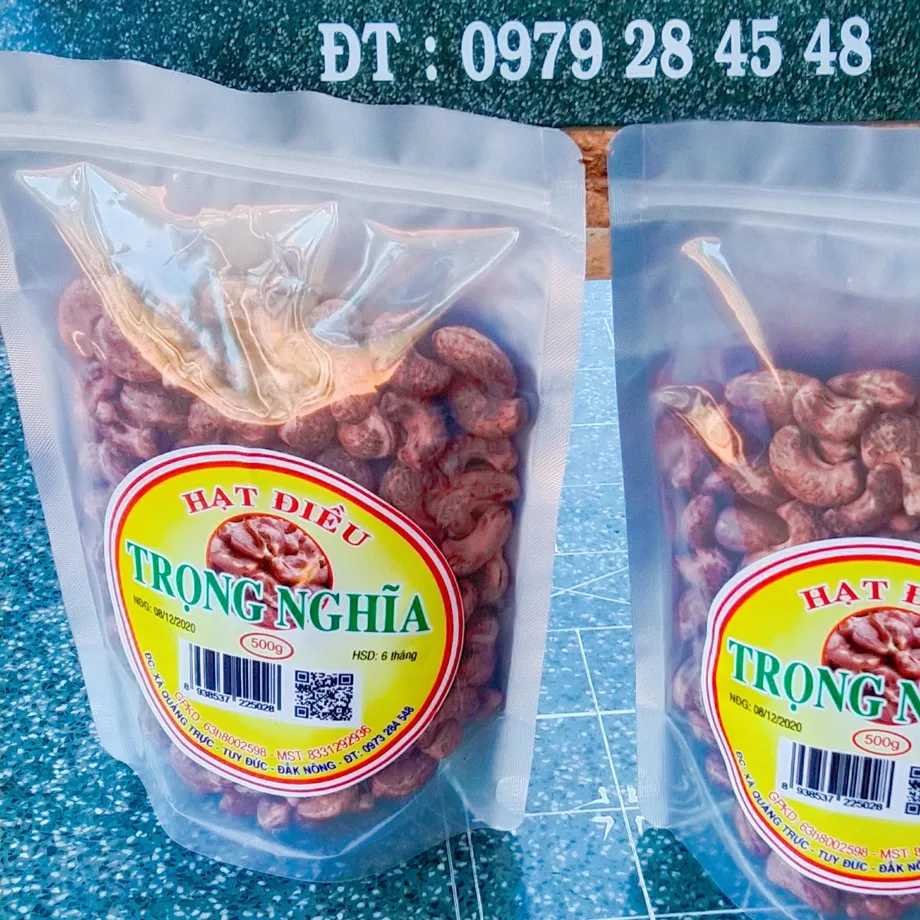 ĐT : 0979 28 45 48
HẠT ĐIỀU
TRỌNG NGHĨA
NĐG: 08/12/2020
500g
HSD: 6 tháng
8 938537 225028
GPKD: 63h8002598 - MST: 8331292936
ĐC: XÃ QUẢNG TRỰC - TUY ĐỨC - ĐẮK NÔNG - ĐT: 0973 284 548
HẠT
TRỌNG N
NĐG: 08/12/2020
500g
8 938537 225028
GPKD: 63h8002598 - MST: 8
ĐC: XÃ QUẢNG TRỰC - TUY ĐỨC - ĐẮK